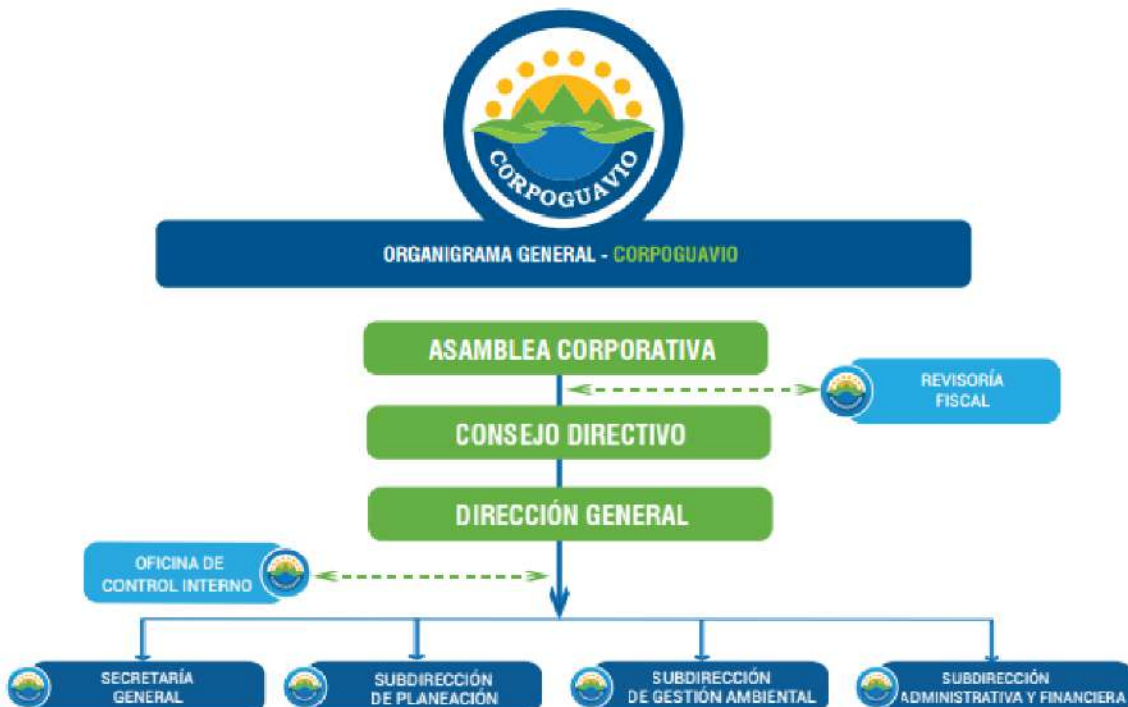 CORPOGUAVIO
ORGANIGRAMA GENERAL - CORPOGUAVIO
ASAMBLEA CORPORATIVA
REVISORÍA
FISCAL
CONSEJO DIRECTIVO
DIRECCIÓN GENERAL
OFICINA DE
CONTROL INTERNO
SECRETARÍA
GENERAL
SUBDIRECCIÓN
DE PLANEACIÓN
SUBDIRECCIÓN
DE GESTIÓN AMBIENTAL
SUBDIRECCIÓN
ADMINISTRATIVA Y FINANCIERA